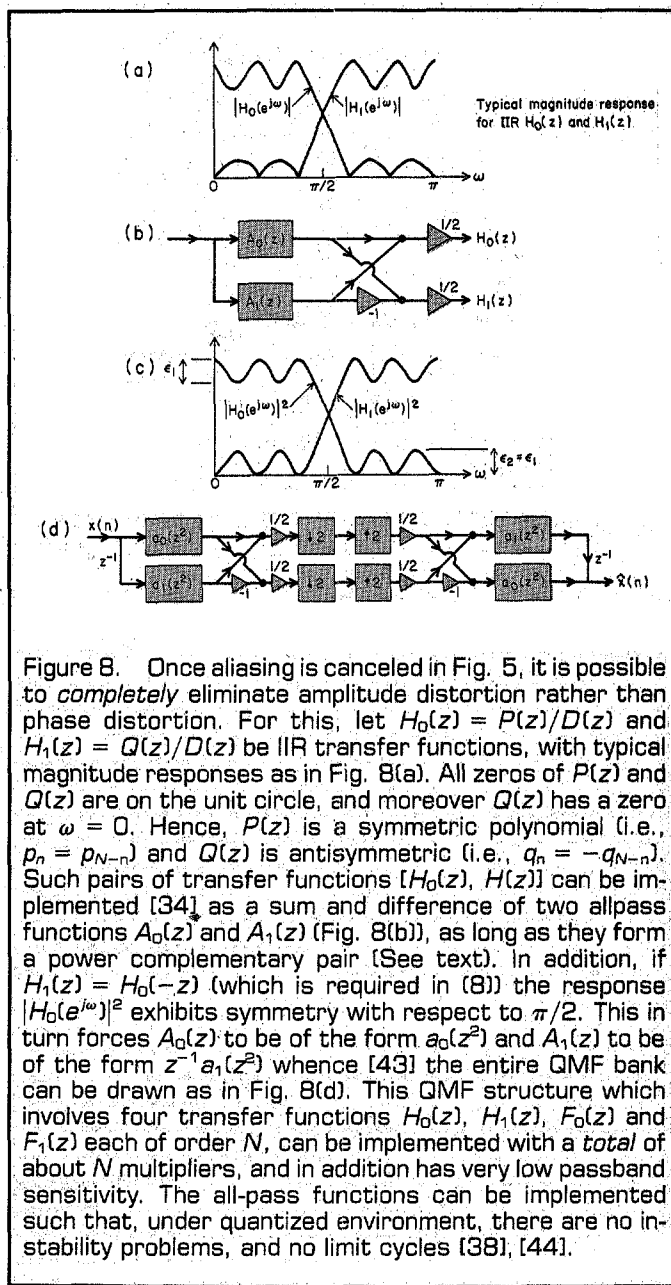 (a)
|H₀(e^{jω})|
|H₁(e^{jω})|
Typical magnitude response
for IIR H₀(z) and H₁(z)
0
π/2
π
ω
(b)
A₀(z)
1/2
H₀(z)
A₁(z)
-1
1/2
H₁(z)
(c)
ϵ₁
|H₀(e^{jω})|²
|H₁(e^{jω})|²
ϵ₂=ϵ₁
0
π/2
π
ω
(d)
x(n)
a₀(z²)
1/2
↓2
↑2
1/2
a₁(z²)
z⁻¹
z⁻¹
a₁(z²)
-1
1/2
↓2
↑2
1/2
-1
a₀(z²)
x̂(n)
Figure 8. Once aliasing is canceled in Fig. 5, it is possible
to completely eliminate amplitude distortion rather than
phase distortion. For this, let H₀(z) = P(z)/D(z) and
H₁(z) = Q(z)/D(z) be IIR transfer functions, with typical
magnitude responses as in Fig. 8(a). All zeros of P(z) and
Q(z) are on the unit circle, and moreover Q(z) has a zero
at ω = 0. Hence, P(z) is a symmetric polynomial (i.e.,
pₙ = p_{N−n}) and Q(z) is antisymmetric (i.e., qₙ = −q_{N−n}).
Such pairs of transfer functions [H₀(z), H(z)] can be im-
plemented [34] as a sum and difference of two allpass
functions A₀(z) and A₁(z) (Fig. 8(b)), as long as they form
a power complementary pair (See text). In addition, if
H₁(z) = H₀(−z) (which is required in (8)) the response
|H₀(e^{jω})|² exhibits symmetry with respect to π/2. This in
turn forces A₀(z) to be of the form a₀(z²) and A₁(z) to be
of the form z⁻¹a₁(z²) whence [43] the entire QMF bank
can be drawn as in Fig. 8(d). This QMF structure which
involves four transfer functions H₀(z), H₁(z), F₀(z) and
F₁(z) each of order N, can be implemented with a total of
about N multipliers, and in addition has very low passband
sensitivity. The all-pass functions can be implemented
such that, under quantized environment, there are no in-
stability problems, and no limit cycles [38], [44].